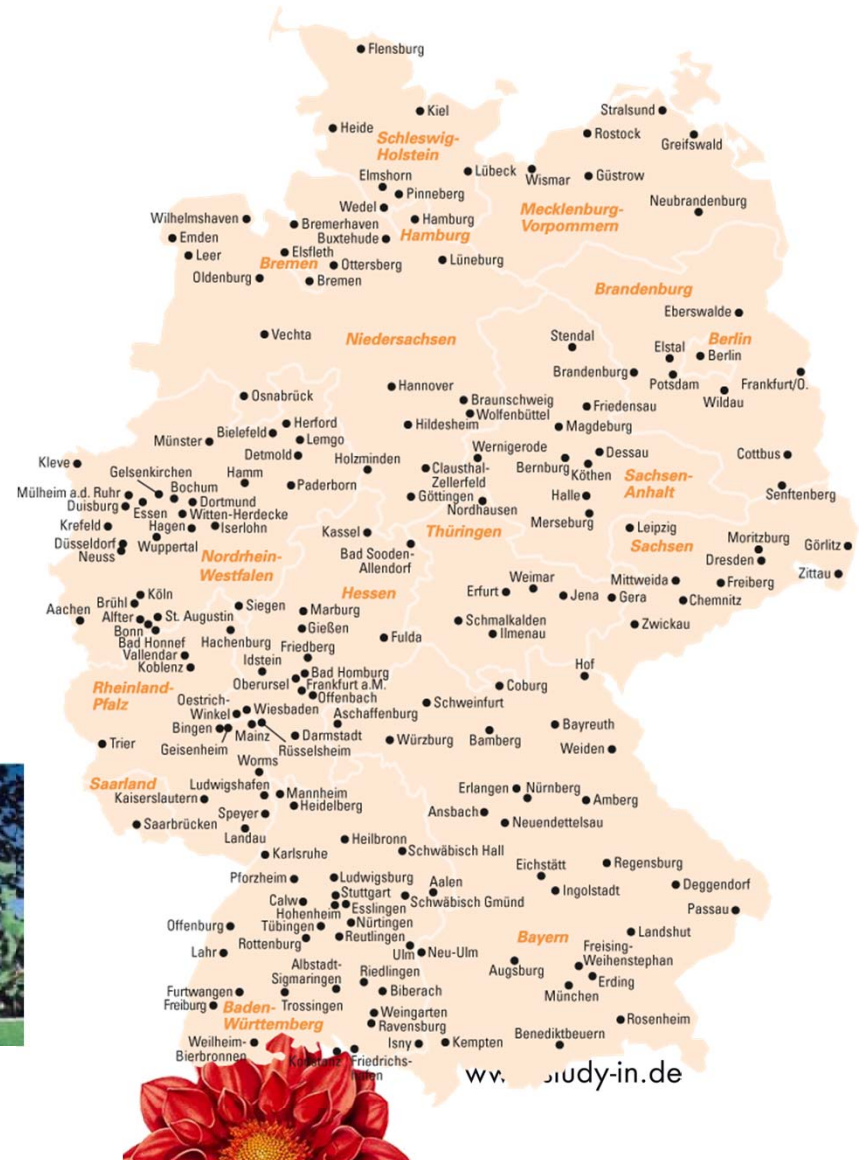 Flensburg
Kiel
Stralsund
Heide
Rostock
Greifswald
Schleswig-
Holstein
Elmshorn
Lübeck
Wismar
Güstrow
Pinneberg
Wedel
Neubrandenburg
Mecklenburg-
Vorpommern
Wilhelmshaven
Bremerhaven
Hamburg
Emden
Buxtehude
Hamburg
Leer
Elsfleth
Bremen
Ottersberg
Lüneburg
Oldenburg
Bremen
Brandenburg
Eberswalde
Vechta
Niedersachsen
Stendal
Elstal
Berlin
Berlin
Brandenburg
Potsdam
Frankfurt/O.
Hannover
Osnabrück
Braunschweig
Wolfenbüttel
Friedensau
Wildau
Herford
Bielefeld
Lemgo
Hildesheim
Magdeburg
Münster
Detmold
Holzminden
Wernigerode
Dessau
Cottbus
Kleve
Gelsenkirchen
Hamm
Clausthal-
Zellerfeld
Bernburg
Köthen
Sachsen-
Anhalt
Mülheim a.d. Ruhr
Bochum
Paderborn
Göttingen
Halle
Senftenberg
Duisburg
Dortmund
Nordhausen
Essen
Witten-Herdecke
Merseburg
Krefeld
Hagen
Iserlohn
Kassel
Thüringen
Leipzig
Düsseldorf
Neuss
Wuppertal
Bad Sooden-
Allendorf
Sachsen
Moritzburg
Görlitz
Nordrhein-
Westfalen
Dresden
Zittau
Hessen
Weimar
Erfurt
Mittweida
Freiberg
Köln
Jena
Gera
Chemnitz
Aachen
Brühl
Siegen
Marburg
Alfter
St. Augustin
Schmalkalden
Zwickau
Bonn
Gießen
Ilmenau
Bad Honnef
Hachenburg
Fulda
Vallendar
Friedberg
Koblenz
Idstein
Hof
Bad Homburg
Oberursel
Frankfurt a.M.
Coburg
Rheinland-
Pfalz
Offenbach
Oestrich-
Winkel
Wiesbaden
Aschaffenburg
Schweinfurt
Bingen
Mainz
Darmstadt
Würzburg
Bamberg
Bayreuth
Trier
Geisenheim
Rüsselsheim
Weiden
Worms
Saarland
Ludwigshafen
Mannheim
Erlangen
Nürnberg
Kaiserslautern
Heidelberg
Amberg
Speyer
Ansbach
Saarbrücken
Neuendettelsau
Landau
Heilbronn
Karlsruhe
Schwäbisch Hall
Eichstätt
Regensburg
Pforzheim
Ludwigsburg
Aalen
Deggendorf
Stuttgart
Ingolstadt
Calw
Schwäbisch Gmünd
Hohenheim
Esslingen
Passau
Offenburg
Tübingen
Nürtingen
Landshut
Rottenburg
Reutlingen
Bayern
Lahr
Ulm
Neu-Ulm
Freising-
Weihenstephan
Albstadt-
Sigmaringen
Riedlingen
Augsburg
Erding
Furtwangen
Biberach
München
Freiburg
Trossingen
Baden-
Württemberg
Weingarten
Ravensburg
Rosenheim
Weilheim-
Bierbronnen
Isny
Kempten
Benediktbeuern
Konstanz
Friedrichs-
hafen
study-in.de